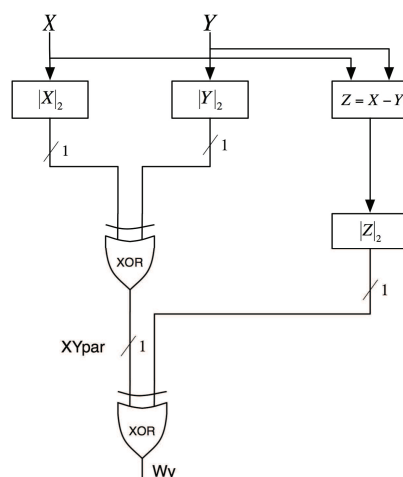 X Y
|X|₂ |Y|₂ Z = X − Y
1 1
|Z|₂
XOR
1
XYpar 1
XOR
Wv